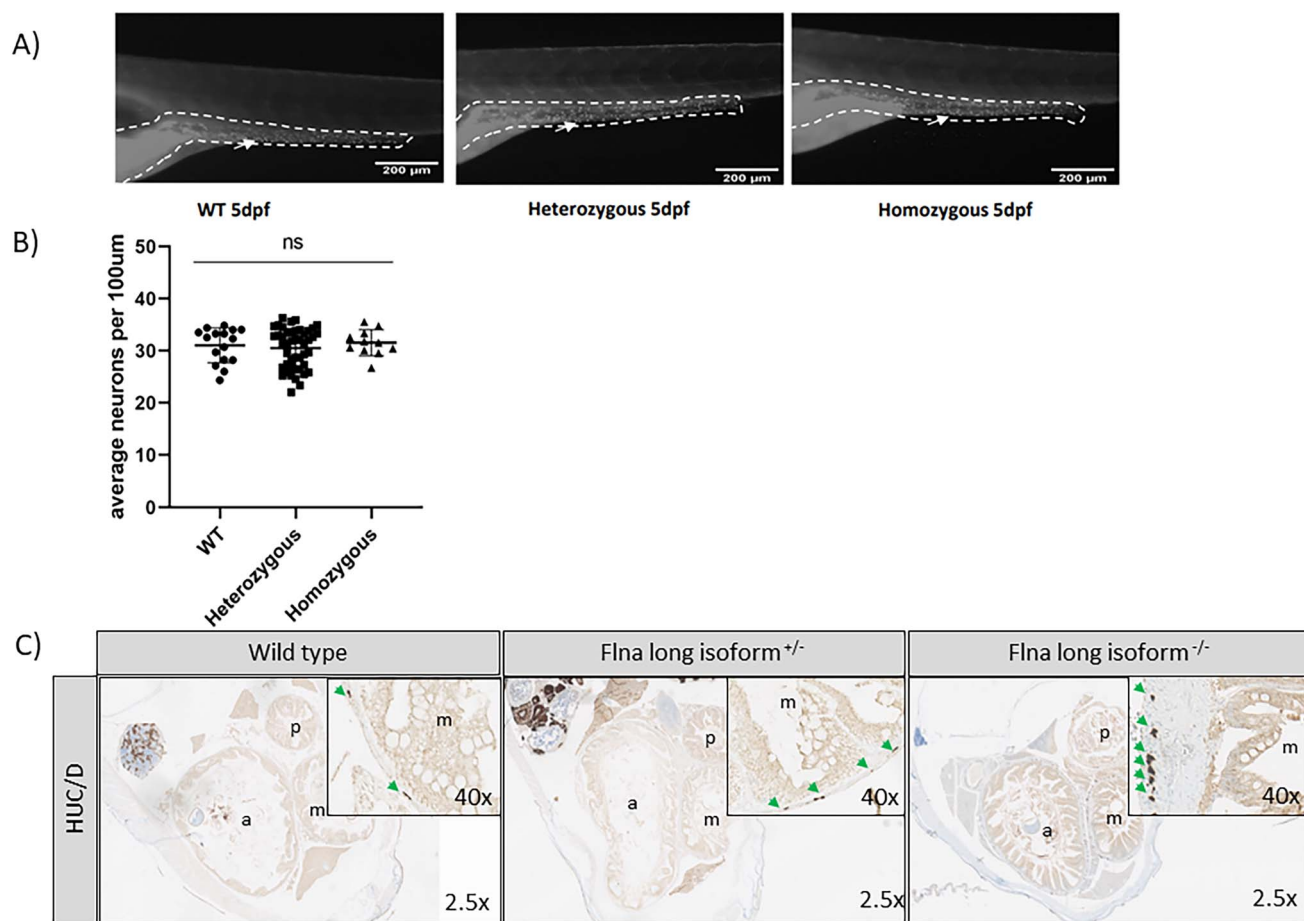 A)
200 μm
200 μm
200 μm
WT 5dpf
Heterozygous 5dpf
Homozygous 5dpf
B)
average neurons per 100um
50
40
30
20
10
0
ns
WT
Heterozygous
Homozygous
C)
Wild type
Flna long isoform+/-
Flna long isoform-/-
HUC/D
p
a
m
m
40x
2.5x
p
a
m
m
40x
2.5x
p
a
m
m
40x
2.5x